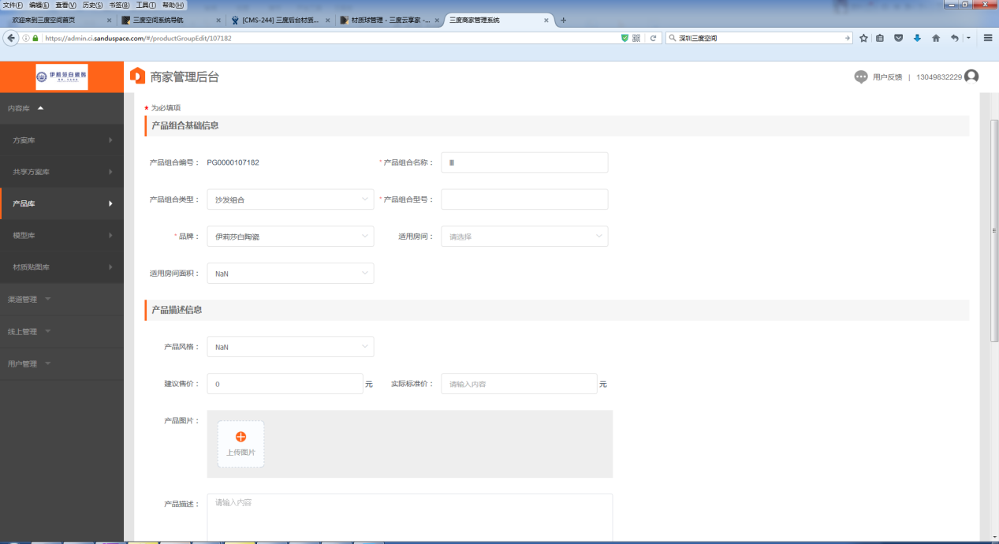 文件(F) 编辑(E) 查看(V) 历史(S) 书签(B) 工具(T) 帮助(H)
欢迎来到三度空间首页 × 三度空间系统导航 × [CMS-244] 三度后台材质... × 材质球管理 - 三度云享家 -... × 三度商家管理系统 × +
https://admin.ci.sanduspace.com/#/productGroupEdit/107182 深圳三度空间
伊莉莎白瓷砖 商家管理后台 用户反馈 | 13049832229
内容库
方案库
共享方案库
产品库
模型库
材质贴图库
渠道管理
线上管理
用户管理
* 为必填项
产品组合基础信息
产品组合编号： PG0000107182 * 产品组合名称：
产品组合类型： 沙发组合 * 产品组合型号：
* 品牌： 伊莉莎白陶瓷 适用房间： 请选择
适用房间面积： NaN
产品描述信息
产品风格： NaN
建议售价： 0 元 实际标准价： 请输入内容 元
产品图片：
上传图片
产品描述： 请输入内容